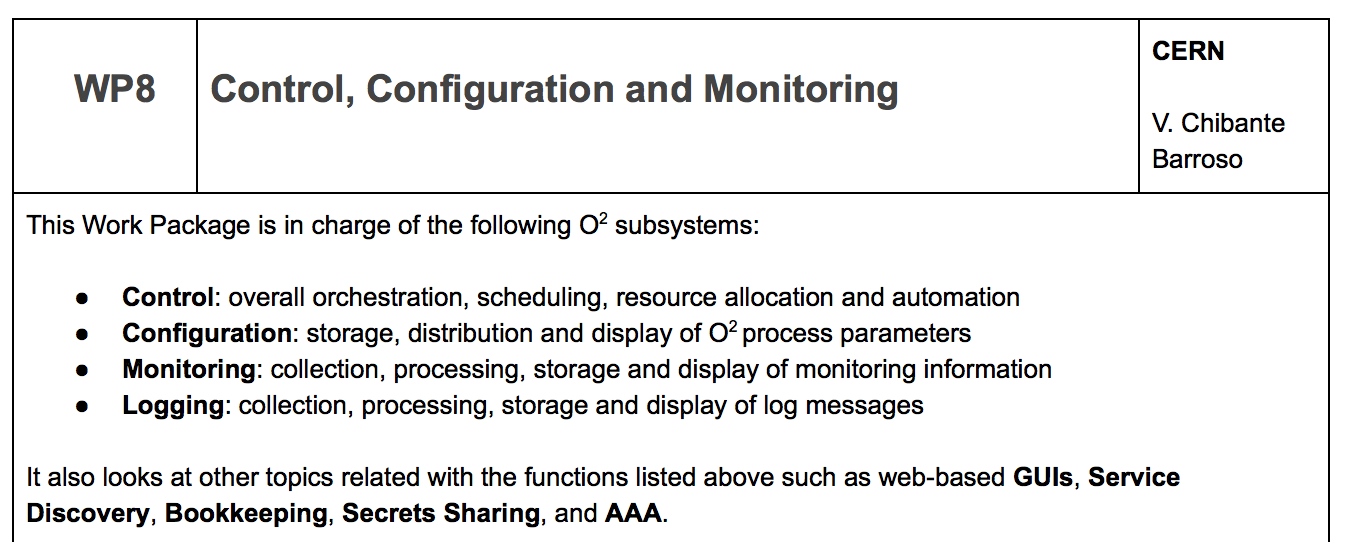 WP8
Control, Configuration and Monitoring
CERN
V. Chibante
Barroso
This Work Package is in charge of the following O² subsystems:
● Control: overall orchestration, scheduling, resource allocation and automation
● Configuration: storage, distribution and display of O² process parameters
● Monitoring: collection, processing, storage and display of monitoring information
● Logging: collection, processing, storage and display of log messages
It also looks at other topics related with the functions listed above such as web-based GUIs, Service
Discovery, Bookkeeping, Secrets Sharing, and AAA.